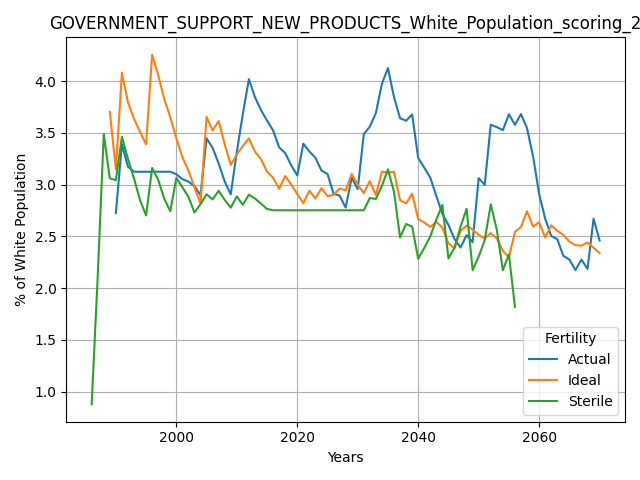 GOVERNMENT_SUPPORT_NEW_PRODUCTS_White_Population_scoring_2
4.0
3.5
3.0
2.5
2.0
1.5
1.0
% of White Population
2000
2020
2040
2060
Years
Fertility
Actual
Ideal
Sterile